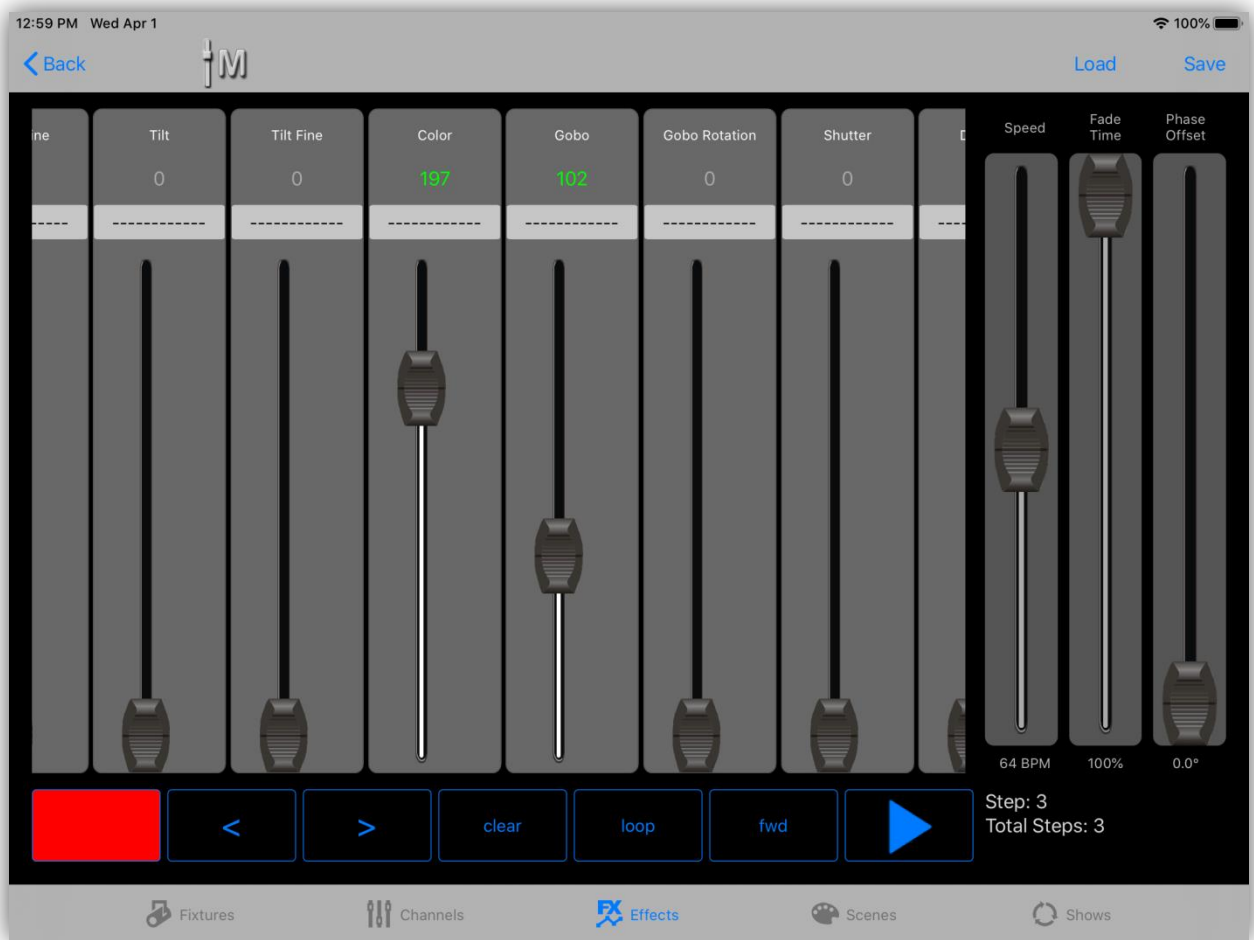 12:59 PM Wed Apr 1
100%
Back
M
Load
Save
ine
Tilt
Tilt Fine
Color
Gobo
Gobo Rotation
Shutter
D
Speed
Fade
Time
Phase
Offset
0
0
197
102
0
0
-----
------------
------------
------------
------------
------------
------------
---
64 BPM
100%
0.0°
<
>
clear
loop
fwd
Step: 3
Total Steps: 3
Fixtures
Channels
FX
Effects
Scenes
Shows